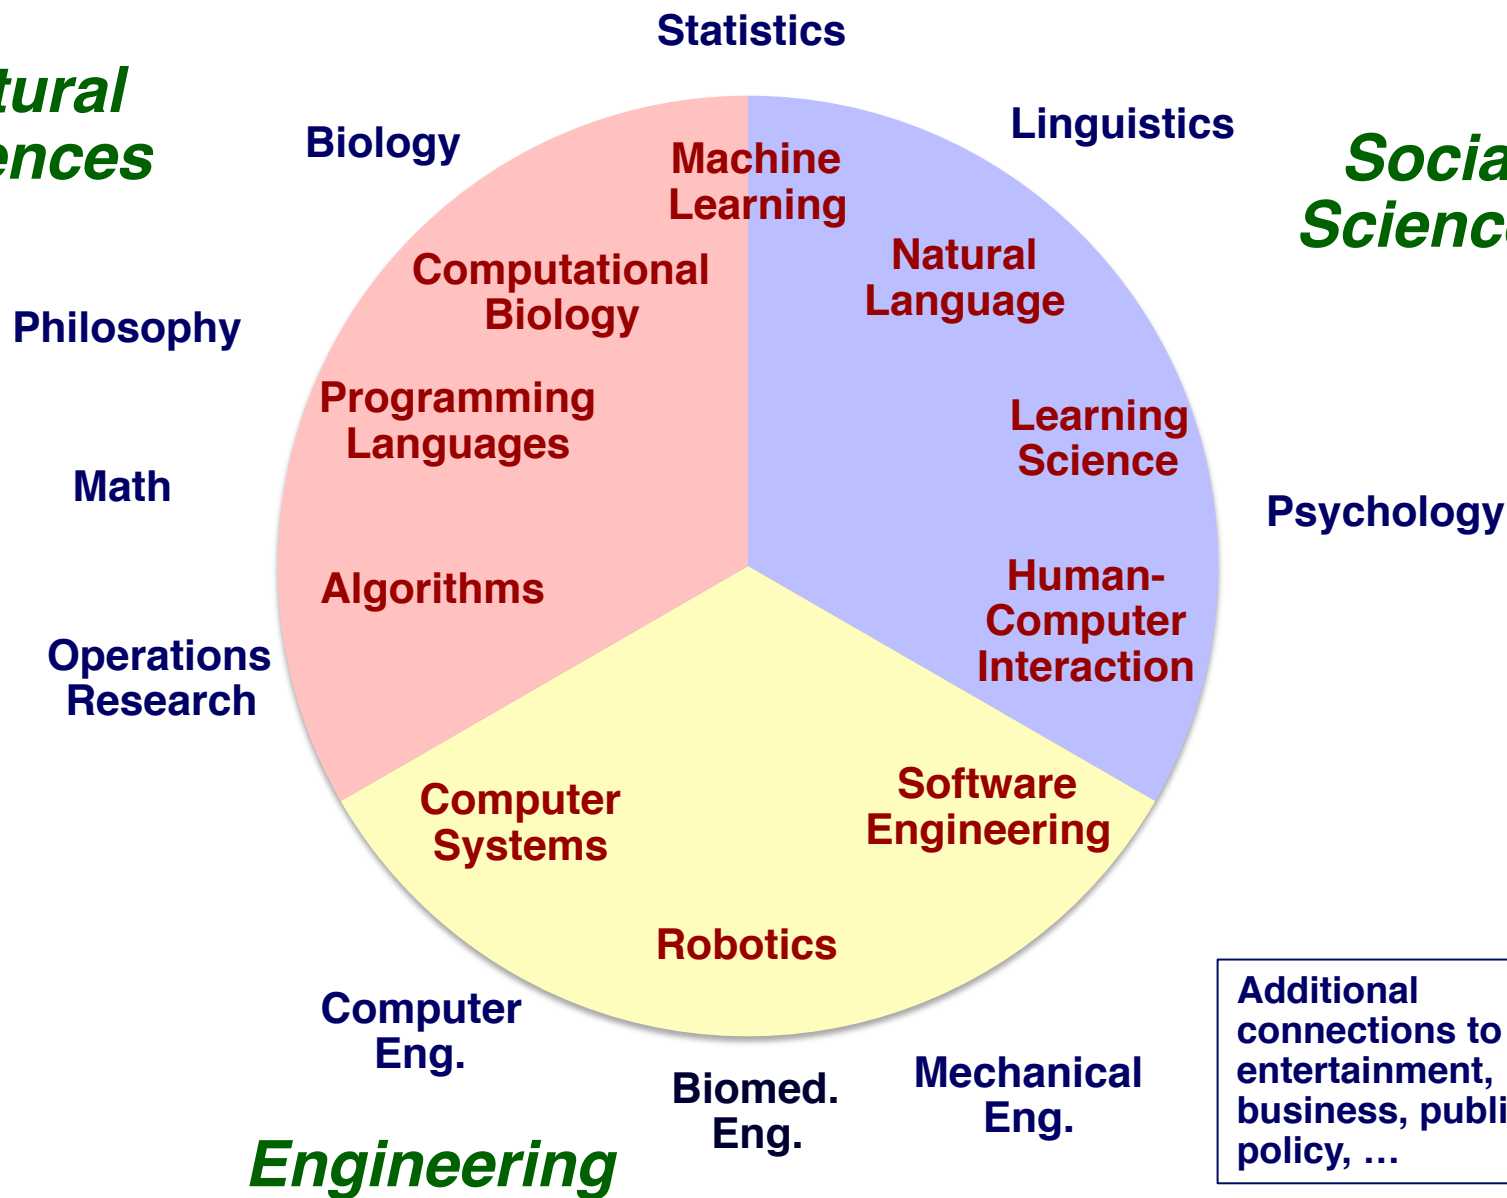 Statistics
tural
ences
Biology
Linguistics
Socia
Scienc
Machine
Learning
Computational
Biology
Natural
Language
Philosophy
Programming
Languages
Learning
Science
Math
Psychology
Algorithms
Human-
Computer
Interaction
Operations
Research
Computer
Systems
Software
Engineering
Robotics
Computer
Eng.
Biomed.
Eng.
Mechanical
Eng.
Additional
connections to
entertainment,
business, publi
policy, …
Engineering